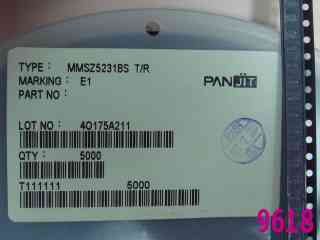 TYPE: MMSZ5231BS T/R
MARKING: E1
PART NO:
PANJIT
LOT NO: 4O175A211
QTY: 5000
T111111 5000
9618